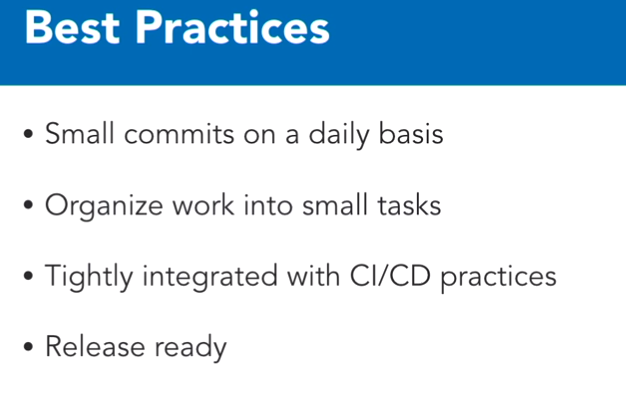 Best Practices
• Small commits on a daily basis
• Organize work into small tasks
• Tightly integrated with CI/CD practices
• Release ready